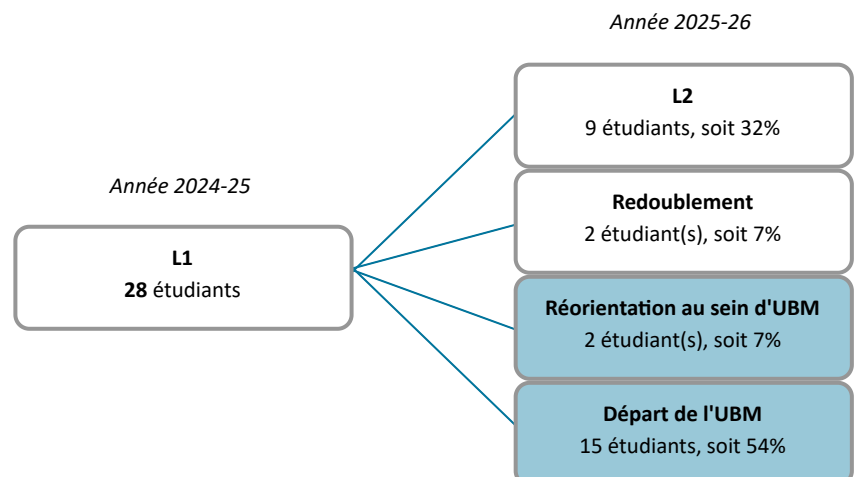 Année 2025-26
L2
9 étudiants, soit 32%
Année 2024-25
Redoublement
2 étudiant(s), soit 7%
L1
28 étudiants
Réorientation au sein d'UBM
2 étudiant(s), soit 7%
Départ de l'UBM
15 étudiants, soit 54%